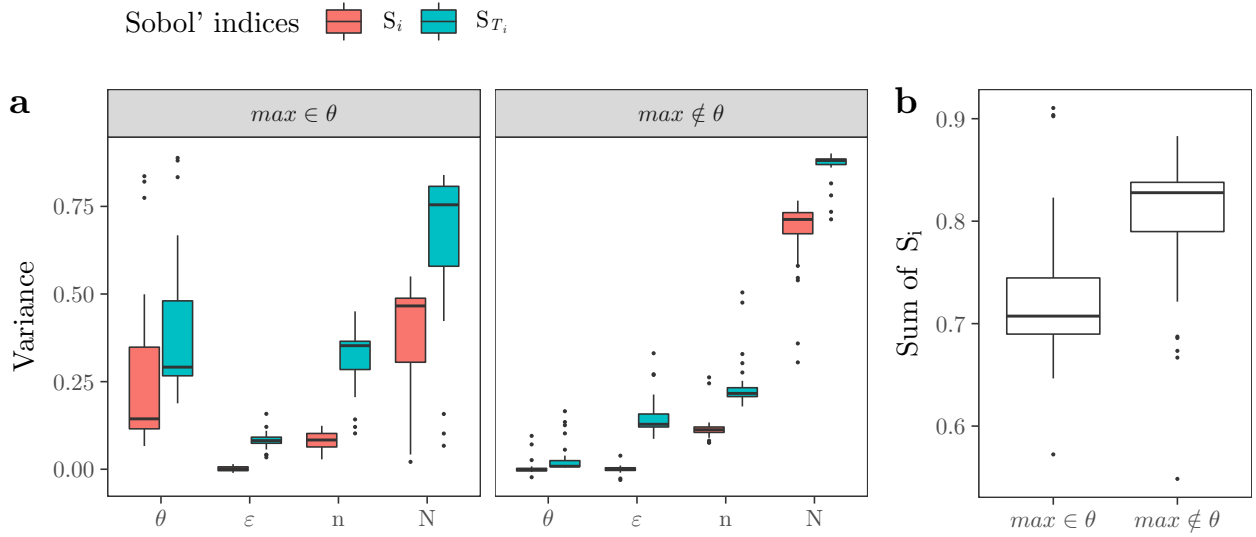 Sobol' indices S_i S_{T_i}
a
max ∈ θ max ∉ θ
Variance
0.75
0.50
0.25
0.00
θ ε n N
θ ε n N
b
Sum of S_i
0.9
0.8
0.7
0.6
max ∈ θ max ∉ θ